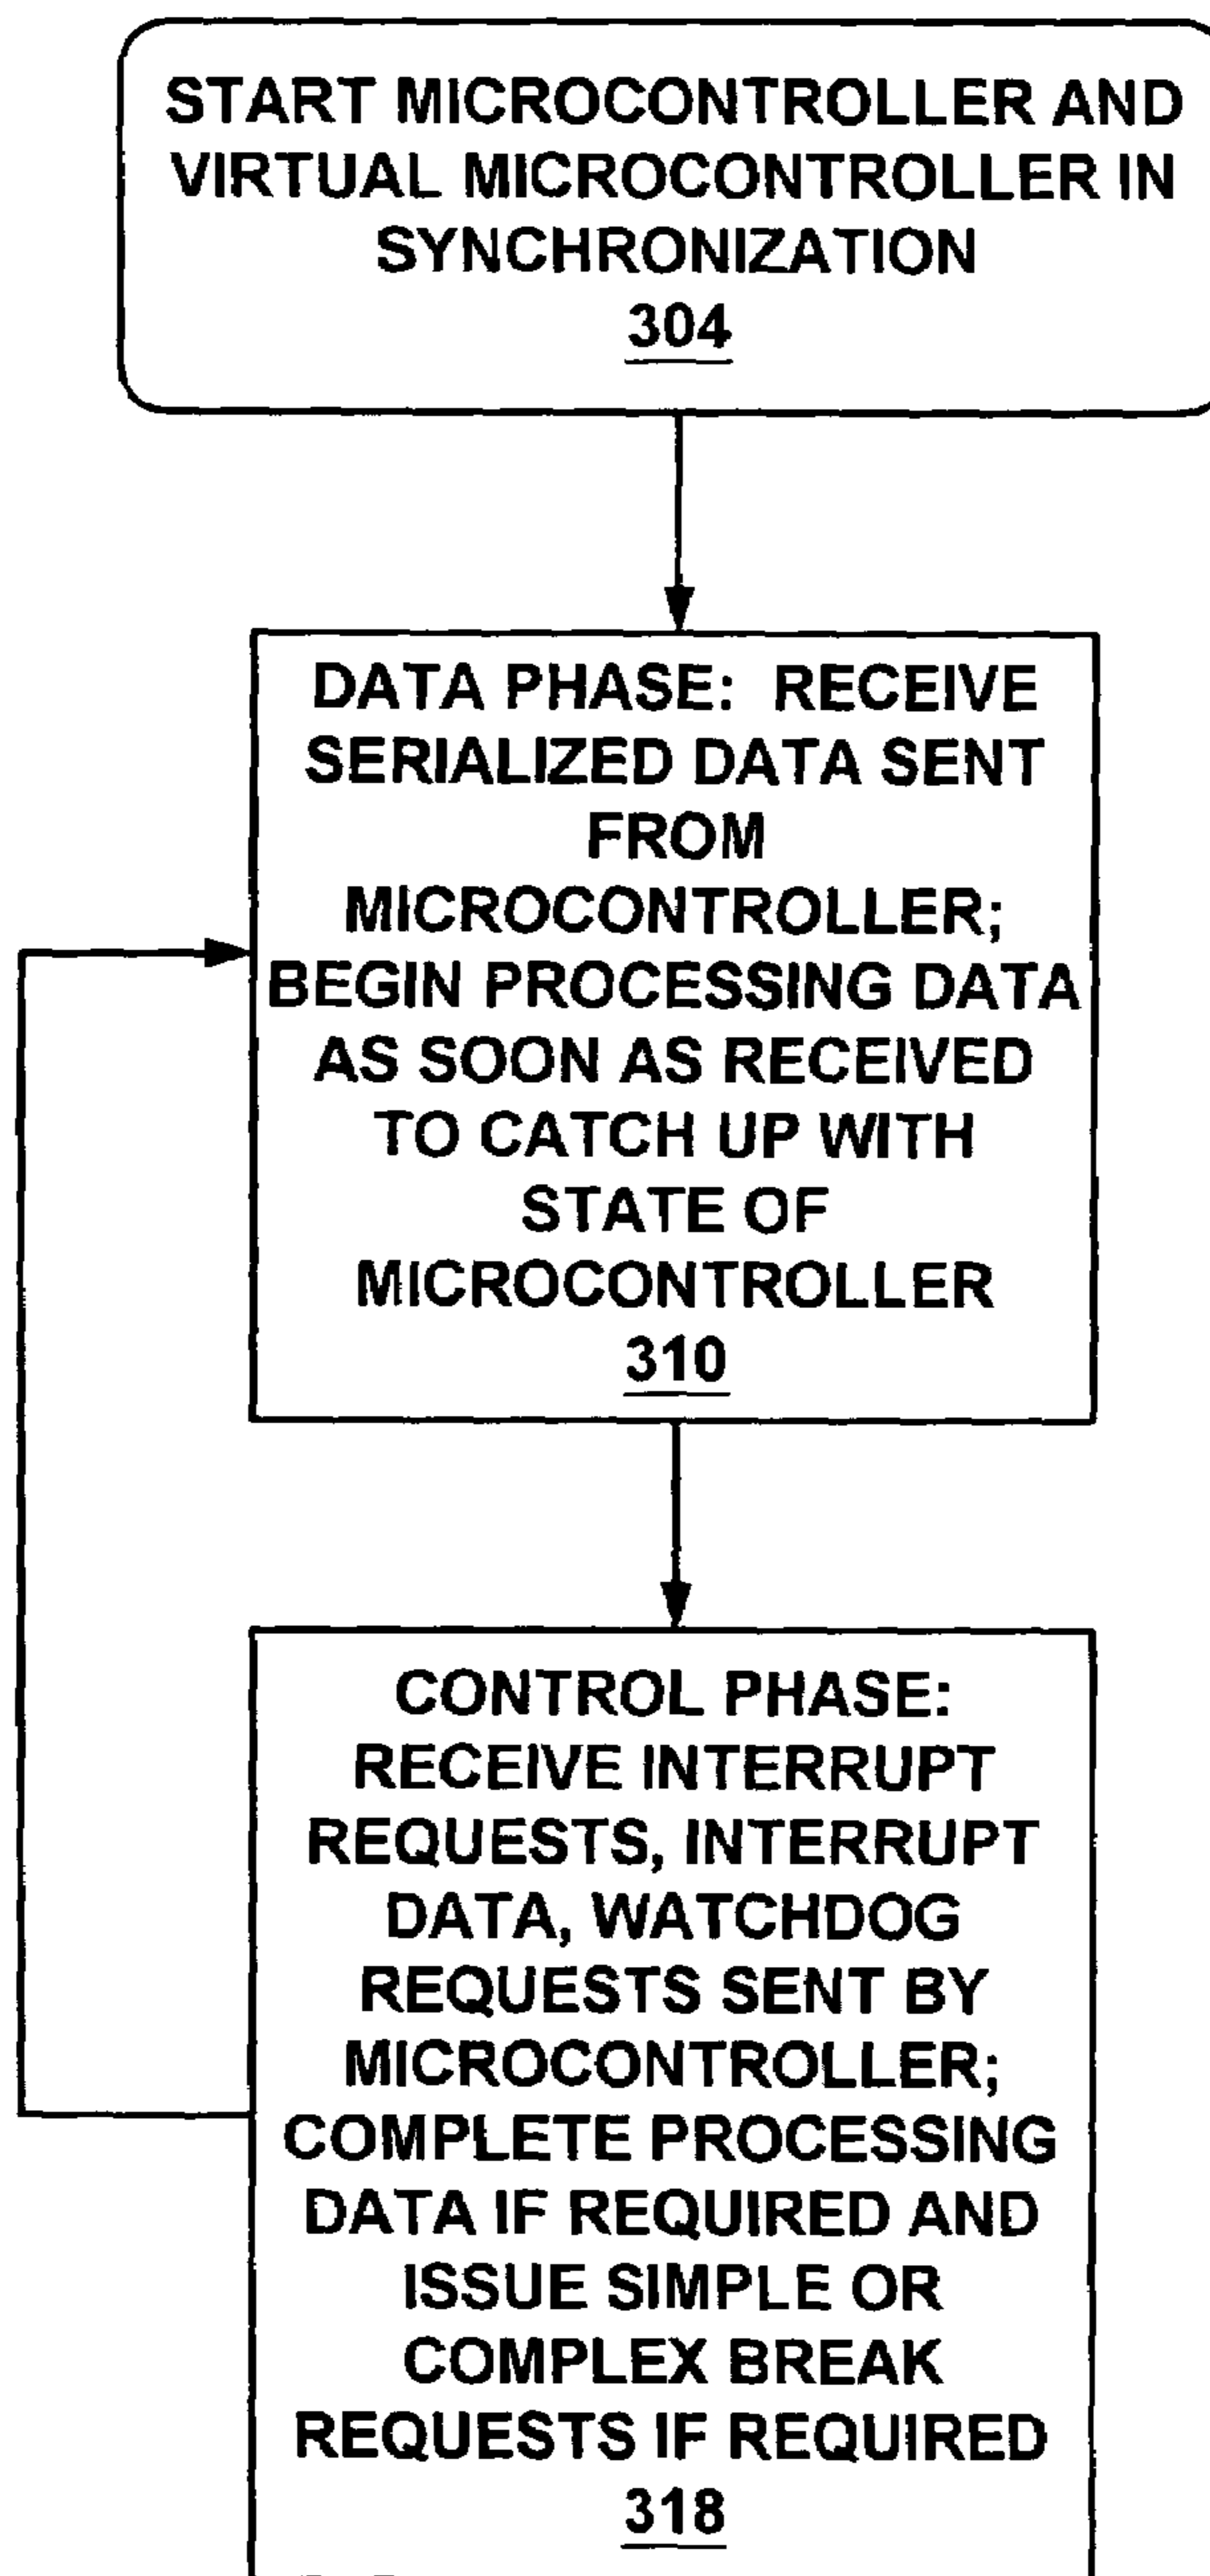 START MICROCONTROLLER AND
VIRTUAL MICROCONTROLLER IN
SYNCHRONIZATION
304
DATA PHASE: RECEIVE
SERIALIZED DATA SENT
FROM
MICROCONTROLLER;
BEGIN PROCESSING DATA
AS SOON AS RECEIVED
TO CATCH UP WITH
STATE OF
MICROCONTROLLER
310
CONTROL PHASE:
RECEIVE INTERRUPT
REQUESTS, INTERRUPT
DATA, WATCHDOG
REQUESTS SENT BY
MICROCONTROLLER;
COMPLETE PROCESSING
DATA IF REQUIRED AND
ISSUE SIMPLE OR
COMPLEX BREAK
REQUESTS IF REQUIRED
318